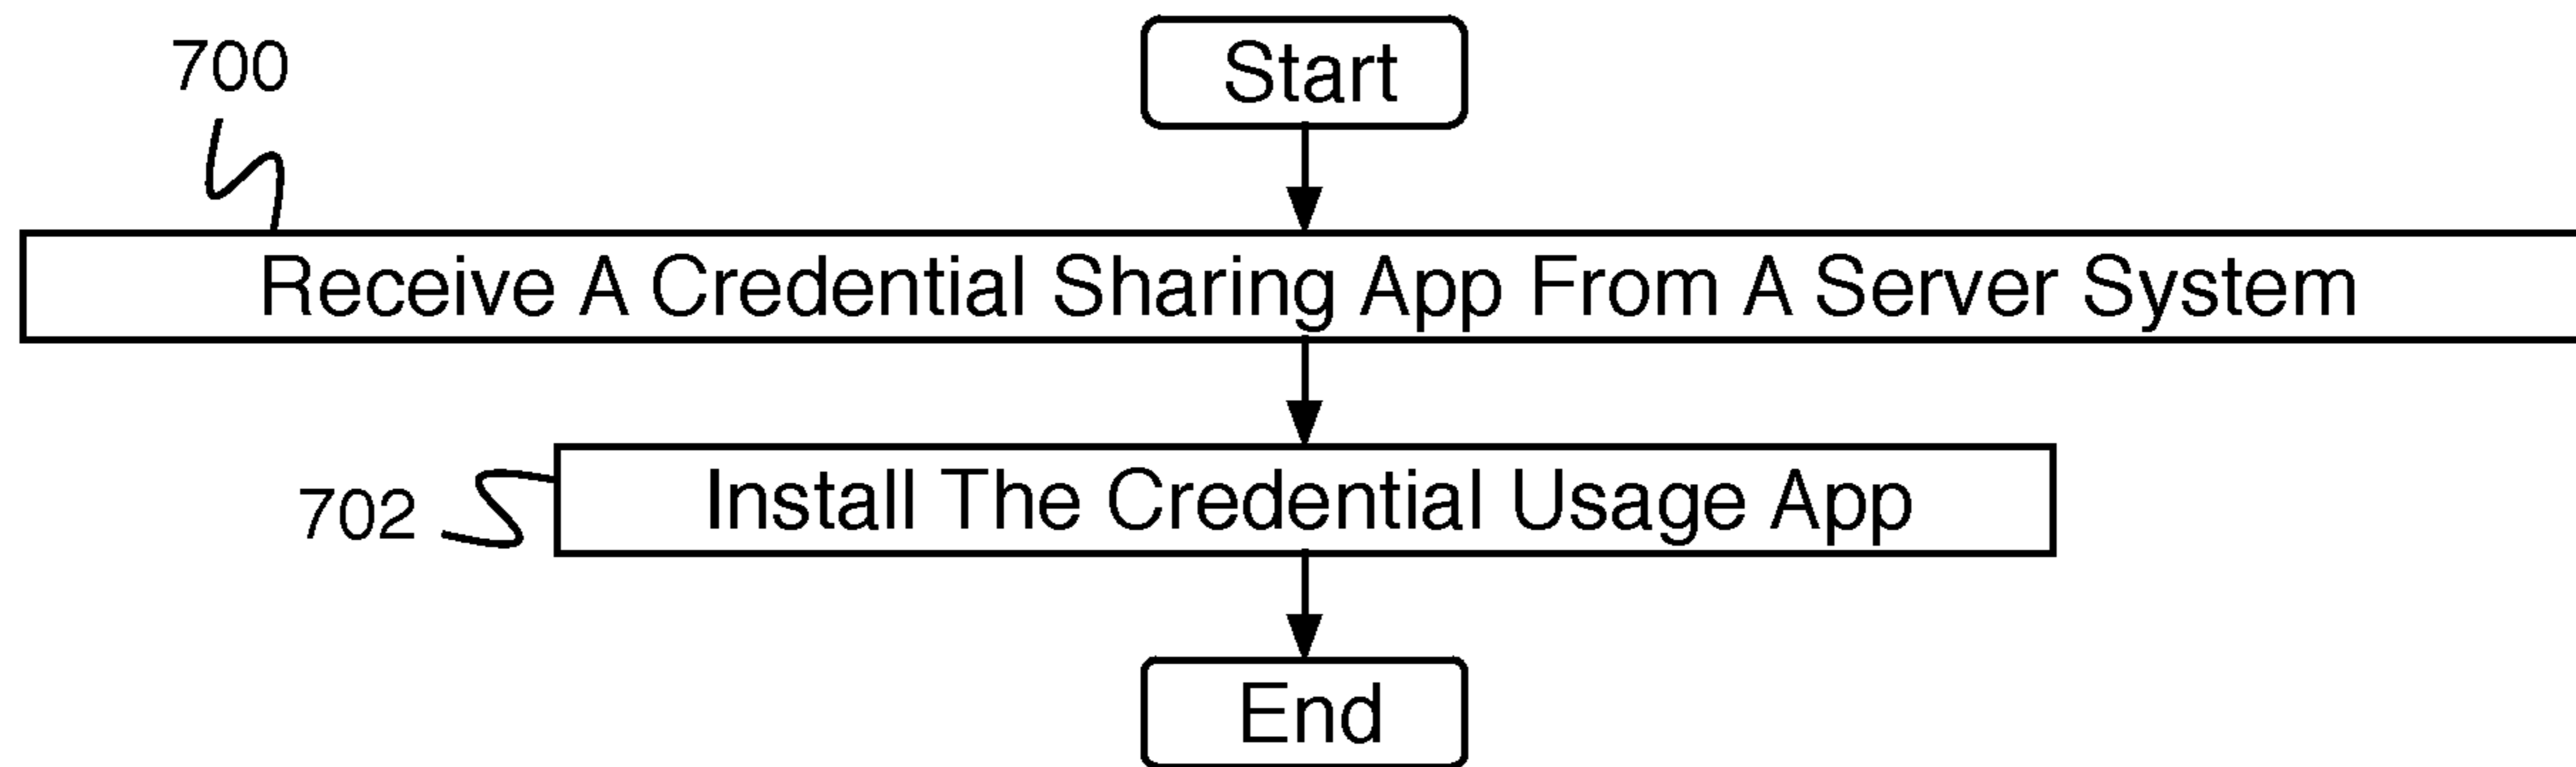 700
Start
Receive A Credential Sharing App From A Server System
702
Install The Credential Usage App
End